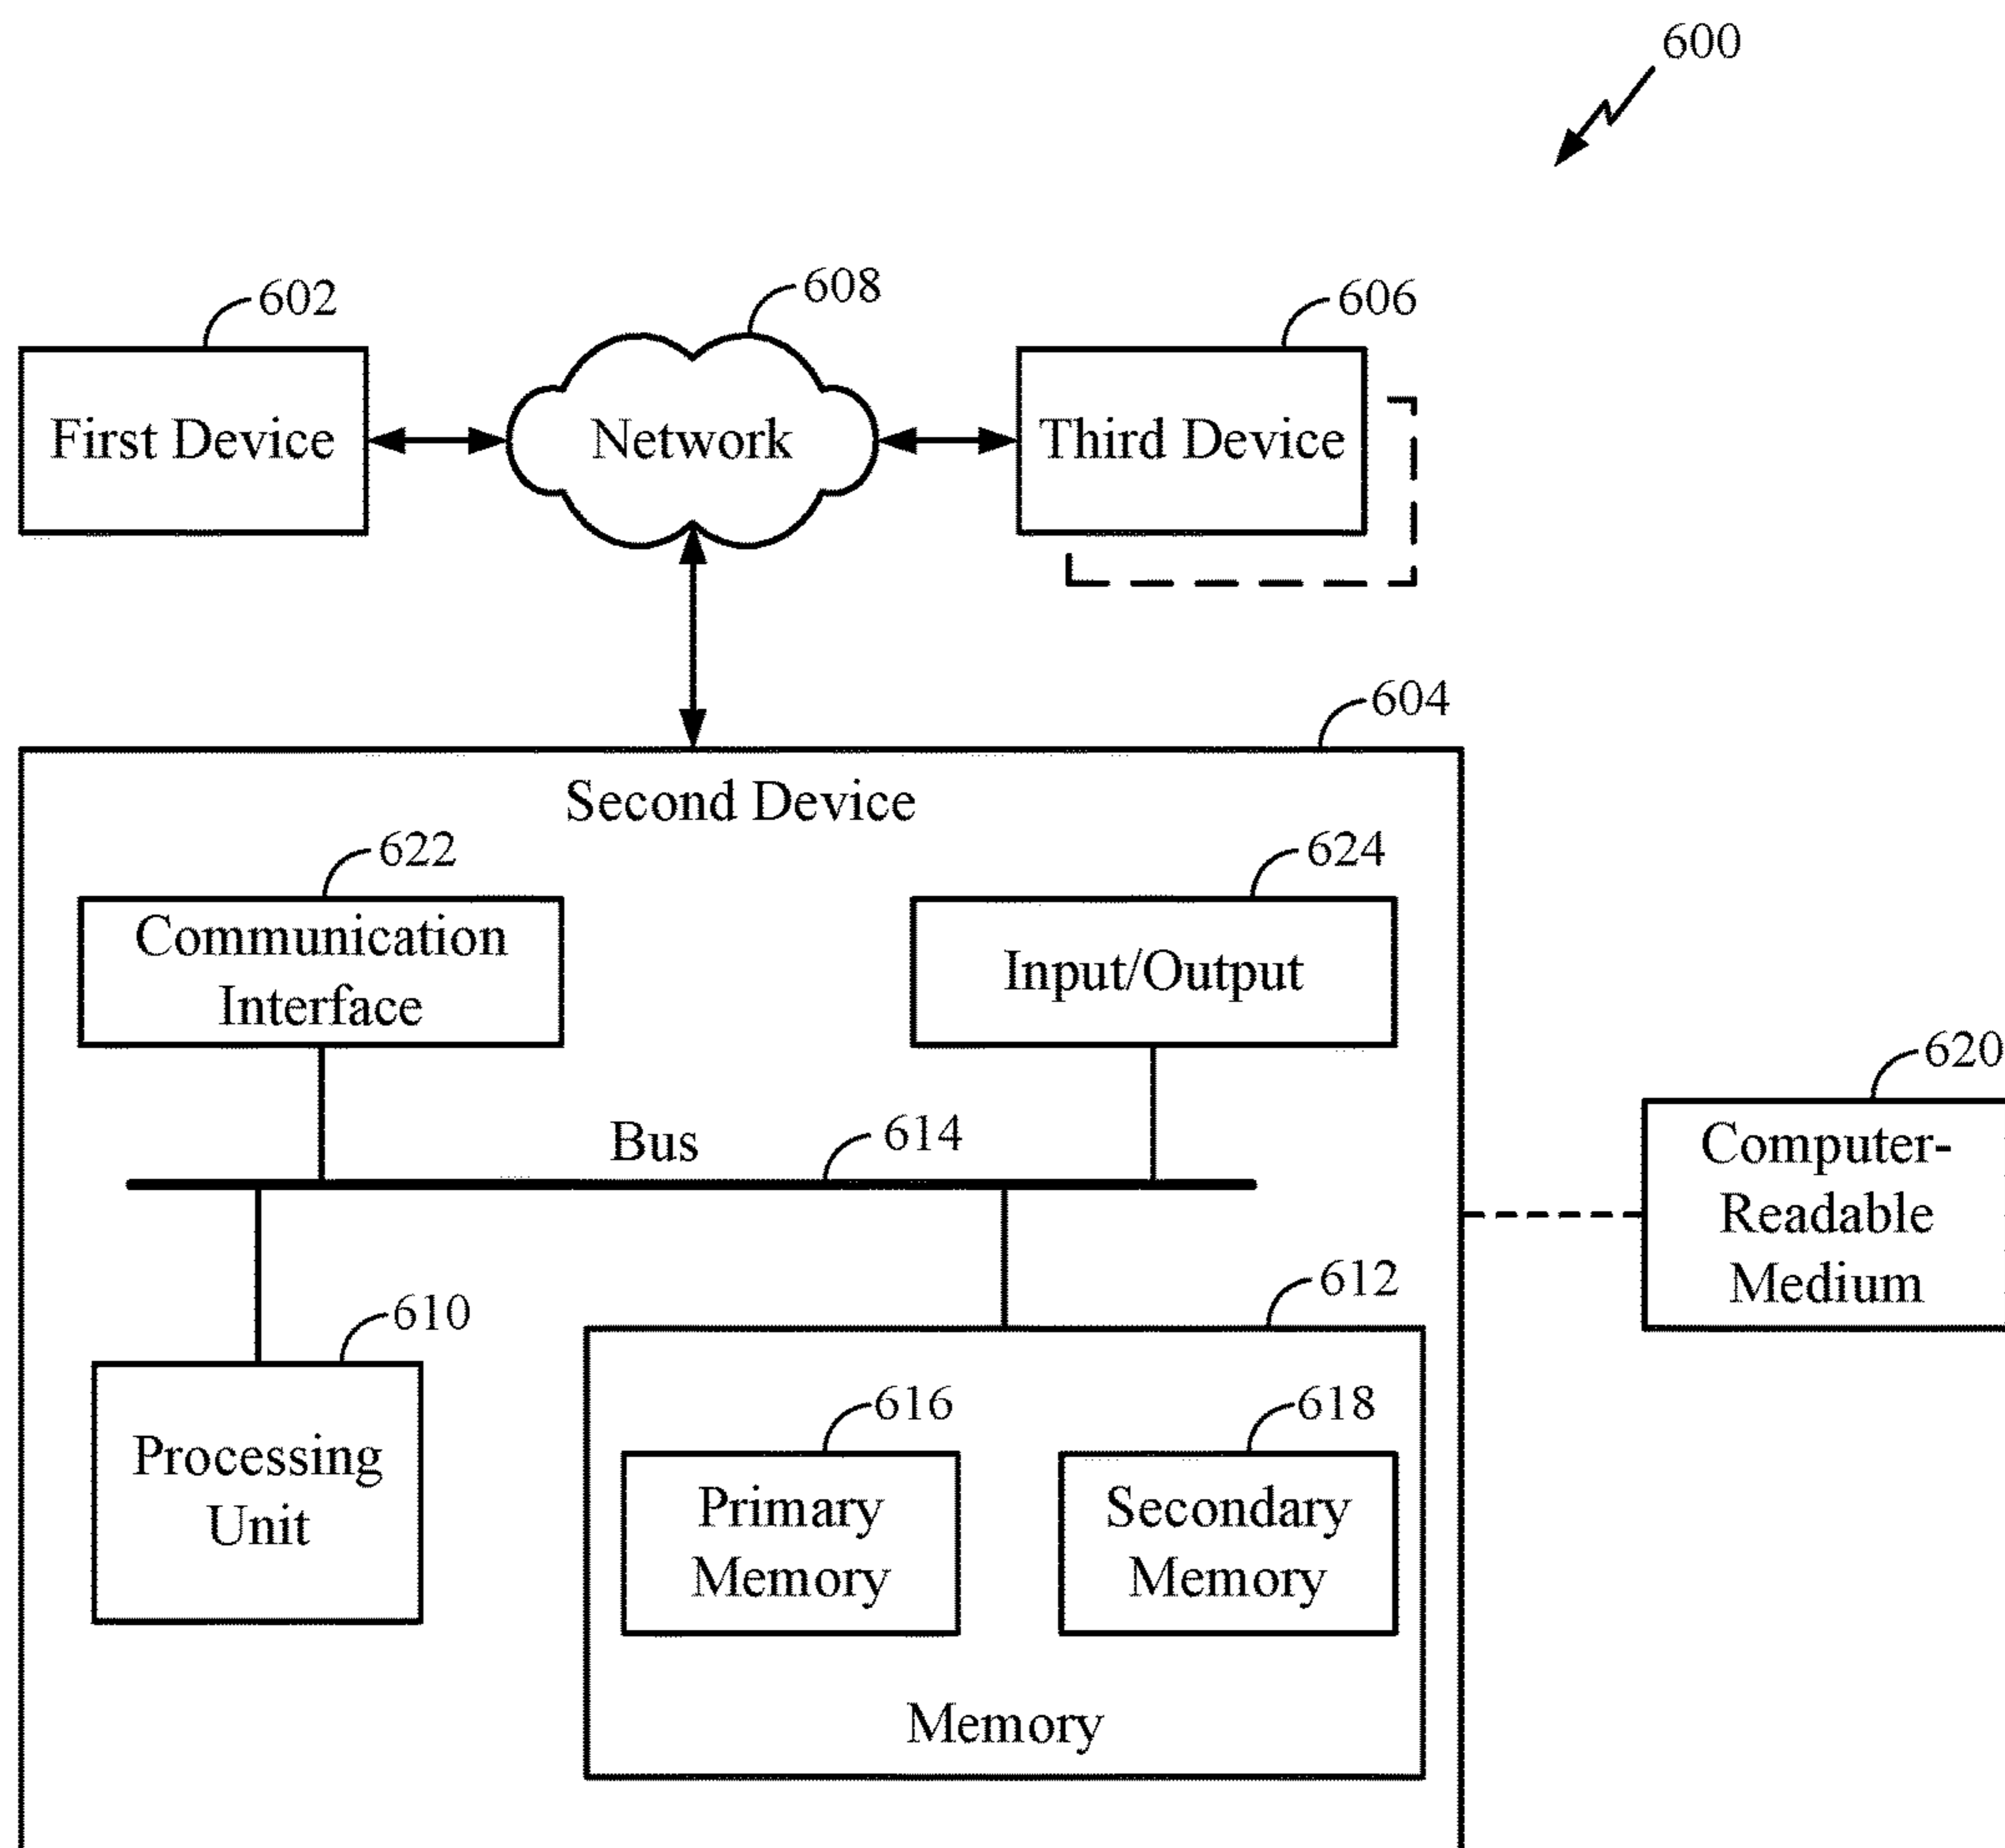 600
602
608
606
First Device
Network
Third Device
604
Second Device
622
624
Communication
Interface
Input/Output
620
Bus
614
Computer-
Readable
Medium
612
610
616
618
Processing
Unit
Primary
Memory
Secondary
Memory
Memory